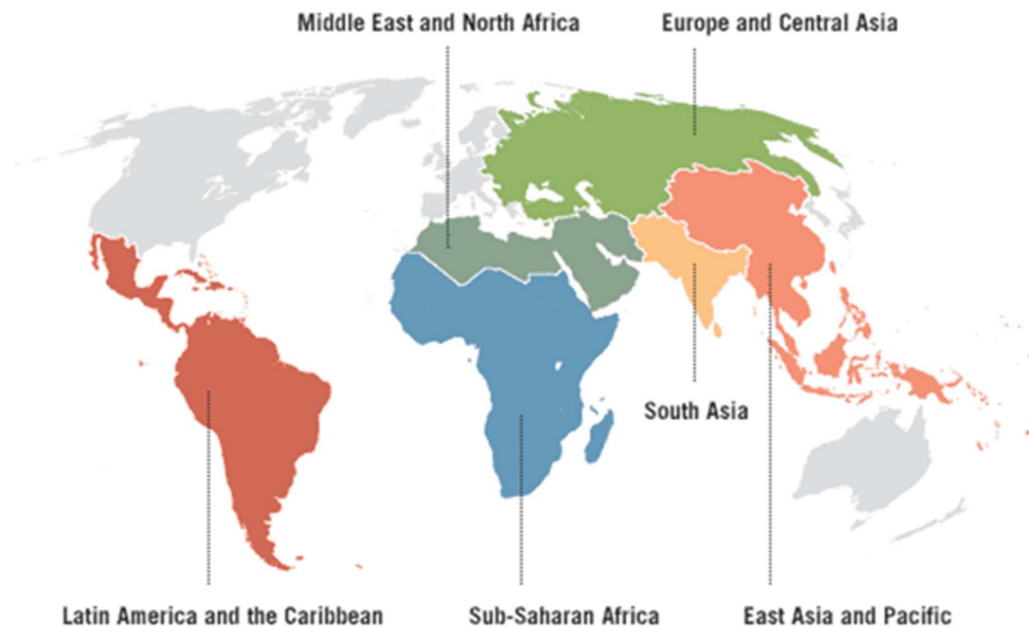 Middle East and North Africa
Europe and Central Asia
South Asia
Latin America and the Caribbean
Sub-Saharan Africa
East Asia and Pacific